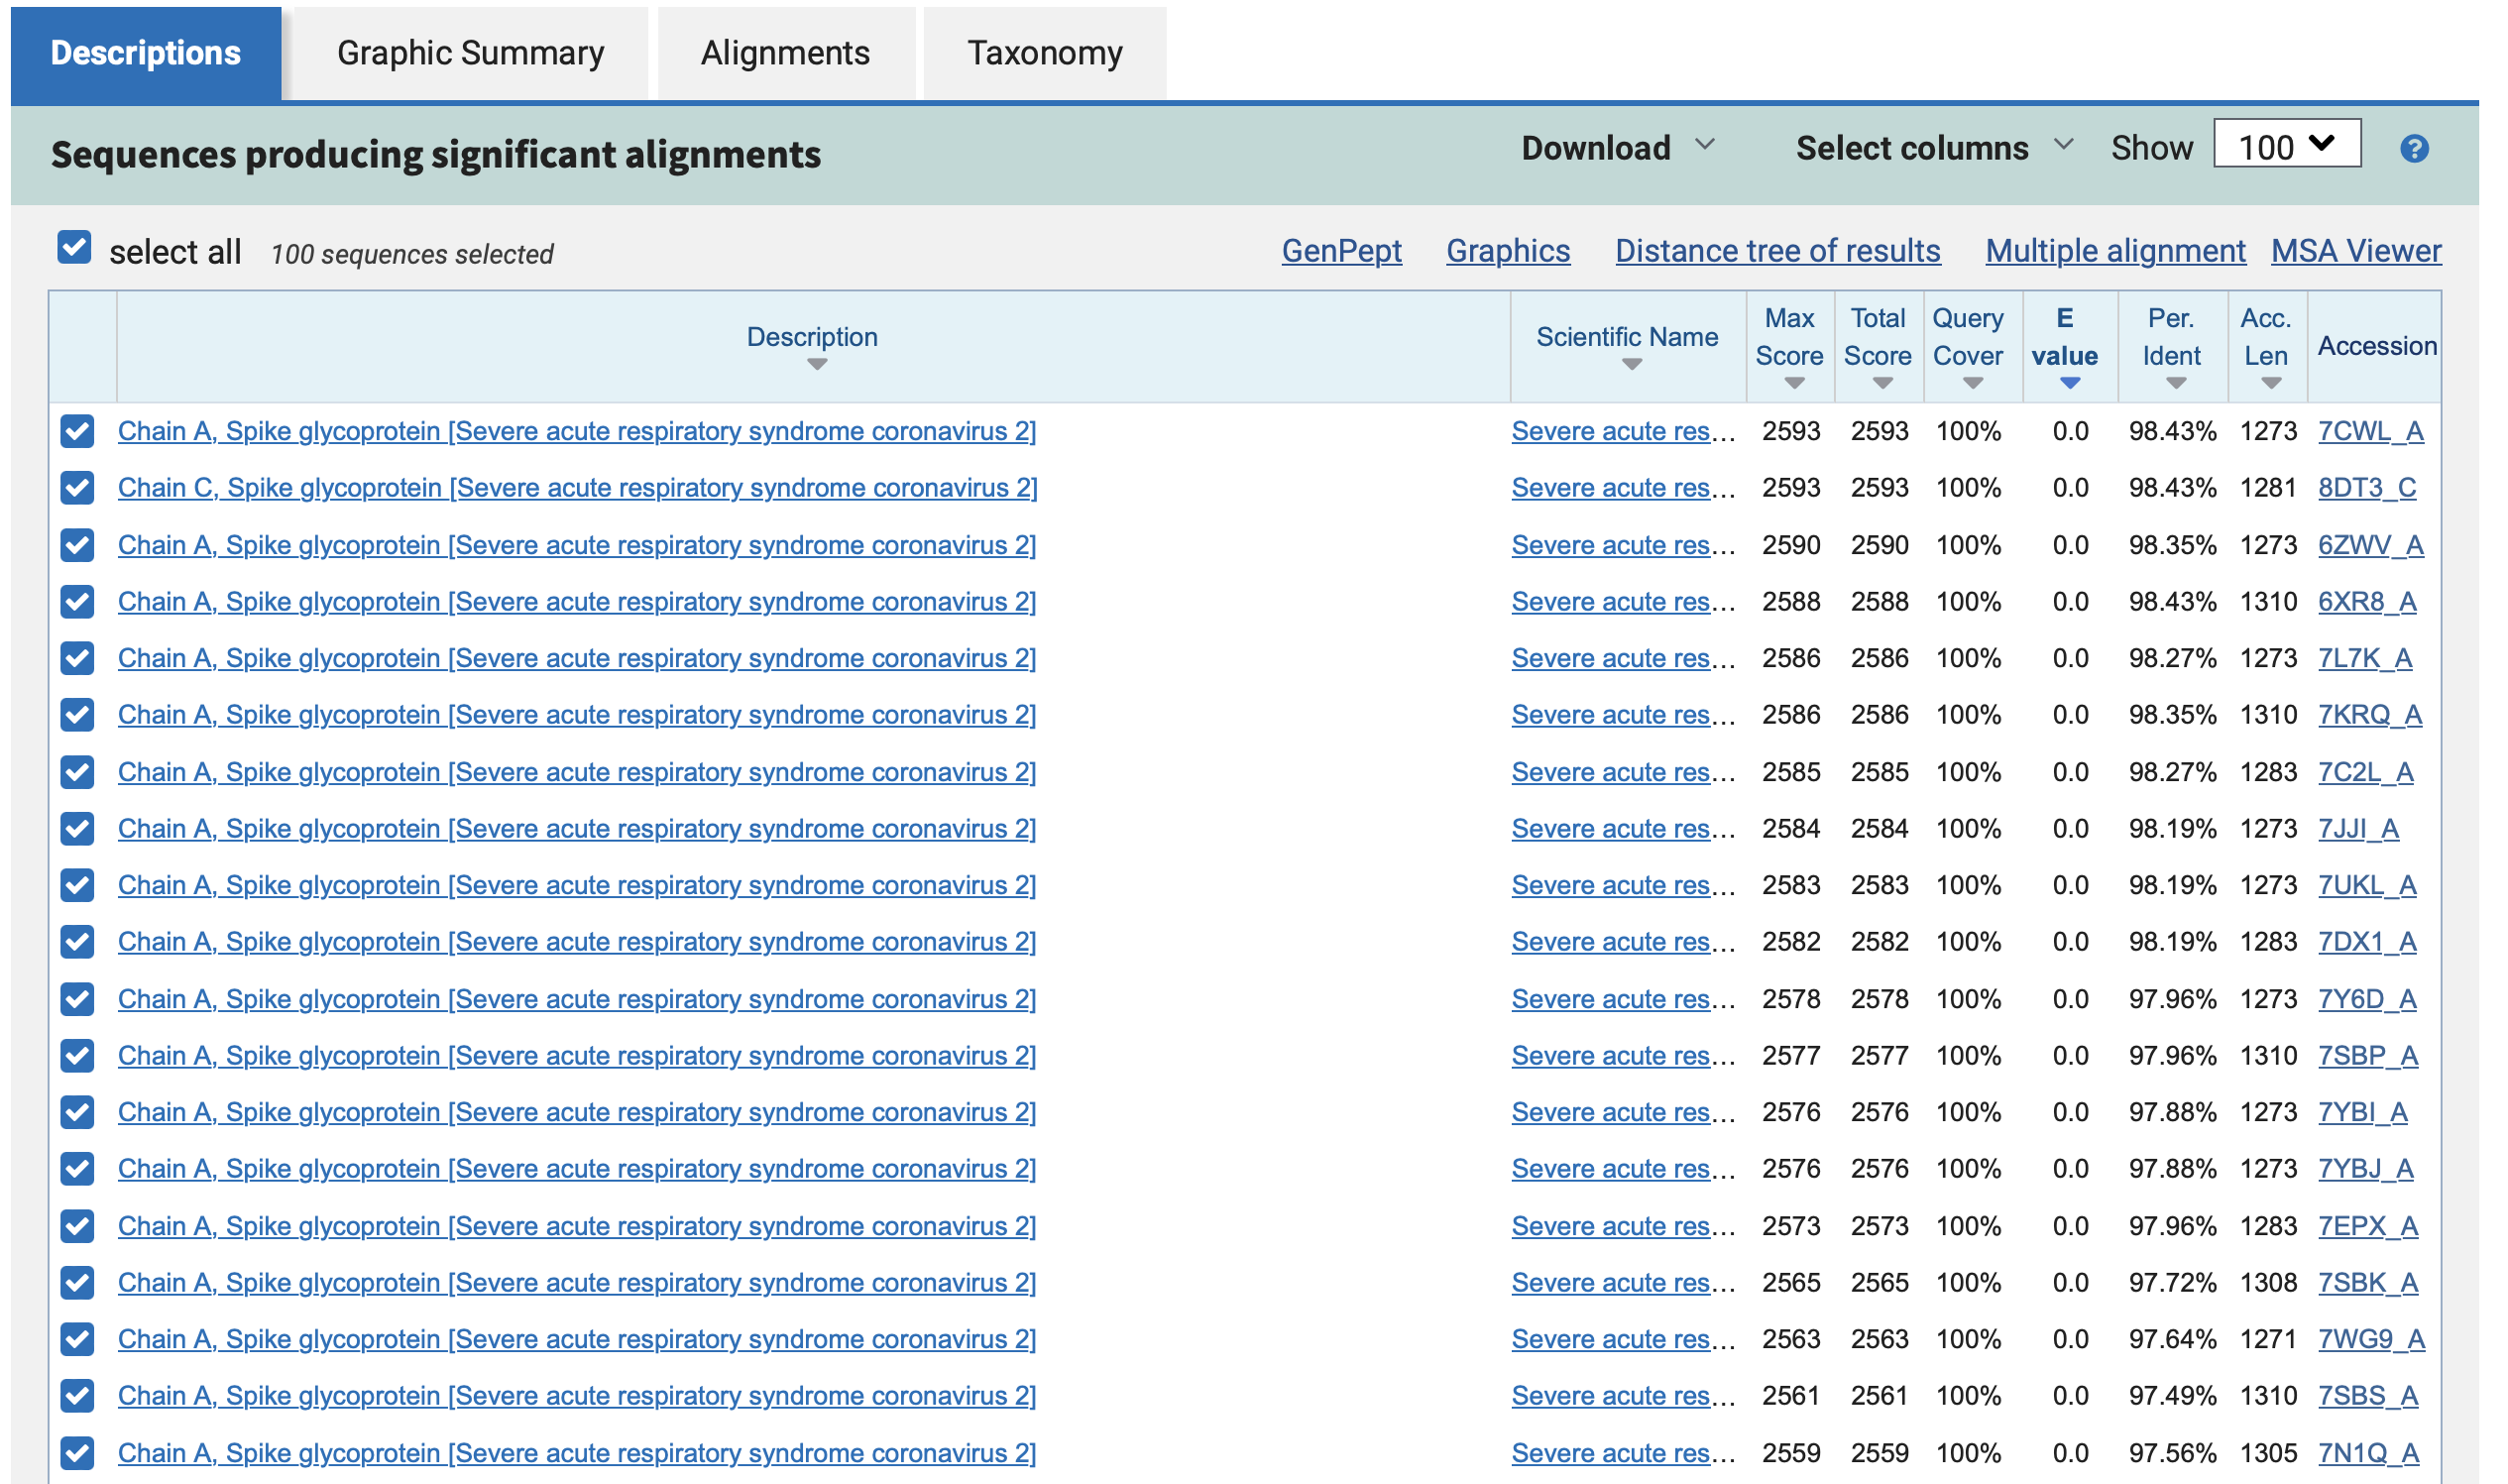 Descriptions Graphic Summary Alignments Taxonomy
Sequences producing significant alignments Download Select columns Show 100 ?
select all 100 sequences selected GenPept Graphics Distance tree of results Multiple alignment MSA Viewer
Description Scientific Name Max Score Total Score Query Cover E value Per. Ident Acc. Len Accession
Chain A, Spike glycoprotein [Severe acute respiratory syndrome coronavirus 2] Severe acute res... 2593 2593 100% 0.0 98.43% 1273 7CWL_A
Chain C, Spike glycoprotein [Severe acute respiratory syndrome coronavirus 2] Severe acute res... 2593 2593 100% 0.0 98.43% 1281 8DT3_C
Chain A, Spike glycoprotein [Severe acute respiratory syndrome coronavirus 2] Severe acute res... 2590 2590 100% 0.0 98.35% 1273 6ZWV_A
Chain A, Spike glycoprotein [Severe acute respiratory syndrome coronavirus 2] Severe acute res... 2588 2588 100% 0.0 98.43% 1310 6XR8_A
Chain A, Spike glycoprotein [Severe acute respiratory syndrome coronavirus 2] Severe acute res... 2586 2586 100% 0.0 98.27% 1273 7L7K_A
Chain A, Spike glycoprotein [Severe acute respiratory syndrome coronavirus 2] Severe acute res... 2586 2586 100% 0.0 98.35% 1310 7KRQ_A
Chain A, Spike glycoprotein [Severe acute respiratory syndrome coronavirus 2] Severe acute res... 2585 2585 100% 0.0 98.27% 1283 7C2L_A
Chain A, Spike glycoprotein [Severe acute respiratory syndrome coronavirus 2] Severe acute res... 2584 2584 100% 0.0 98.19% 1273 7JJI_A
Chain A, Spike glycoprotein [Severe acute respiratory syndrome coronavirus 2] Severe acute res... 2583 2583 100% 0.0 98.19% 1273 7UKL_A
Chain A, Spike glycoprotein [Severe acute respiratory syndrome coronavirus 2] Severe acute res... 2582 2582 100% 0.0 98.19% 1283 7DX1_A
Chain A, Spike glycoprotein [Severe acute respiratory syndrome coronavirus 2] Severe acute res... 2578 2578 100% 0.0 97.96% 1273 7Y6D_A
Chain A, Spike glycoprotein [Severe acute respiratory syndrome coronavirus 2] Severe acute res... 2577 2577 100% 0.0 97.96% 1310 7SBP_A
Chain A, Spike glycoprotein [Severe acute respiratory syndrome coronavirus 2] Severe acute res... 2576 2576 100% 0.0 97.88% 1273 7YBI_A
Chain A, Spike glycoprotein [Severe acute respiratory syndrome coronavirus 2] Severe acute res... 2576 2576 100% 0.0 97.88% 1273 7YBJ_A
Chain A, Spike glycoprotein [Severe acute respiratory syndrome coronavirus 2] Severe acute res... 2573 2573 100% 0.0 97.96% 1283 7EPX_A
Chain A, Spike glycoprotein [Severe acute respiratory syndrome coronavirus 2] Severe acute res... 2565 2565 100% 0.0 97.72% 1308 7SBK_A
Chain A, Spike glycoprotein [Severe acute respiratory syndrome coronavirus 2] Severe acute res... 2563 2563 100% 0.0 97.64% 1271 7WG9_A
Chain A, Spike glycoprotein [Severe acute respiratory syndrome coronavirus 2] Severe acute res... 2561 2561 100% 0.0 97.49% 1310 7SBS_A
Chain A, Spike glycoprotein [Severe acute respiratory syndrome coronavirus 2] Severe acute res... 2559 2559 100% 0.0 97.56% 1305 7N1Q_A